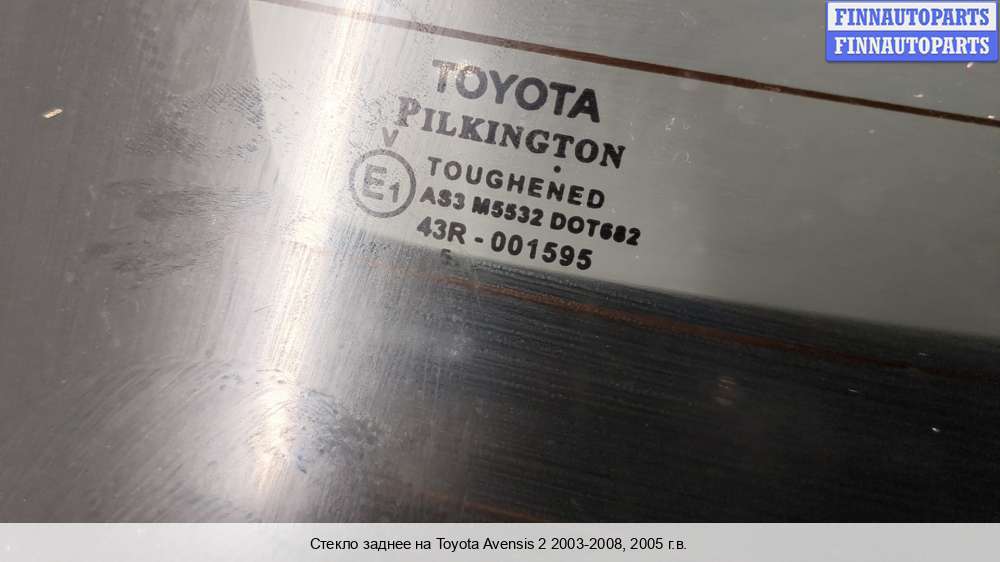 FINNAUTOPARTS
FINNAUTOPARTS
TOYOTA
PILKINGTON
V
E1
TOUGHENED
AS3 M5532 DOT682
43R - 001595
5
Стекло заднее на Toyota Avensis 2 2003-2008, 2005 г.в.